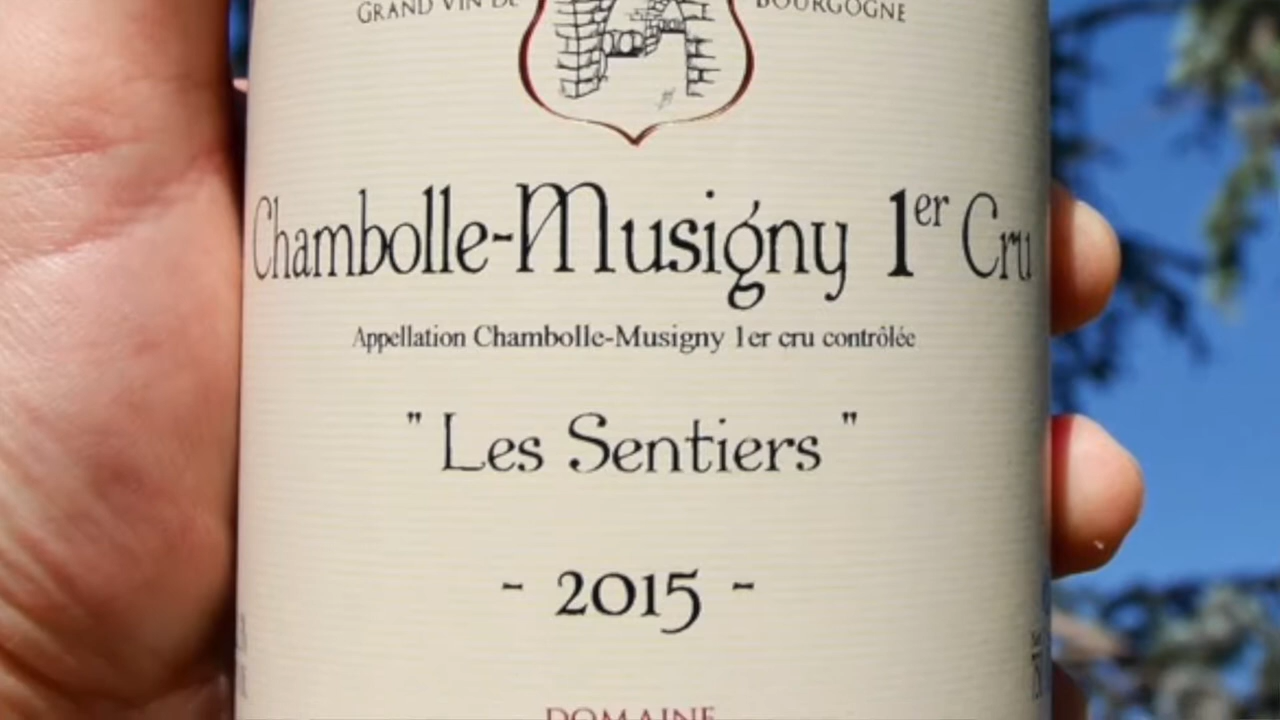 GRAND VIN DE BOURGOGNE
Chambolle-Musigny 1er Cru
Appellation Chambolle-Musigny 1er cru contrôlée
" Les Sentiers "
- 2015 -
DOMAINE